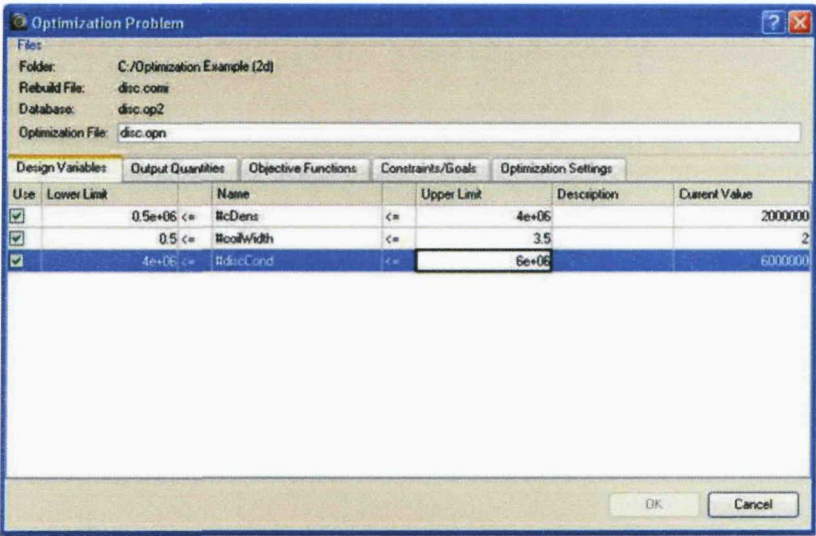 Optimization Problem
Files
Folder: C:/Optimization Example (2d)
Rebuild File: disc.comi
Database: disc.op2
Optimization File: disc.opn
Design Variables Output Quantities Objective Functions Constraints/Goals Optimization Settings
Use Lower Limit Name Upper Limit Description Current Value
0.5e+06 <= #cDens <= 4e+06 2000000
0.5 <= #coilWidth <= 3.5 2
4e+06 <= #discCond <= 6e+06 6000000
OK Cancel